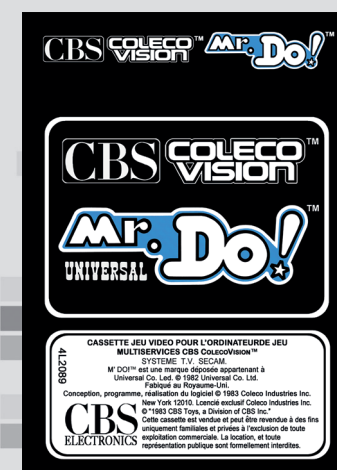 CBS COLECO VISION™ Mr. Do!™
CBS COLECO VISION™
Mr. Do!™
UNIVERSAL
4L2089
CASSETTE JEU VIDEO POUR L'ORDINATEURDE JEU
MULTISERVICES CBS COLECOVISION™
SYSTEME T.V. SECAM.
M' DO!™ est une marque déposée appartenant à
Universal Co. Led. © 1982 Universal Co. Ltd.
Fabiqué au Royaume-Uni.
Conception, programme, réalisation du logiciel © 1983 Coleco Industries Inc.
New York 12010. Lencié exclusif Coleco Industries Inc.
© "1983 CBS Toys, a Division of CBS Inc."
Cette cassette est vendue et peut être revendue à des fins
uniquement familiales et privées à l'exclusion de toute
exploitation commerciale. La location, et toute
représentation publique sont formellement interdites.
CBS
ELECTRONICS